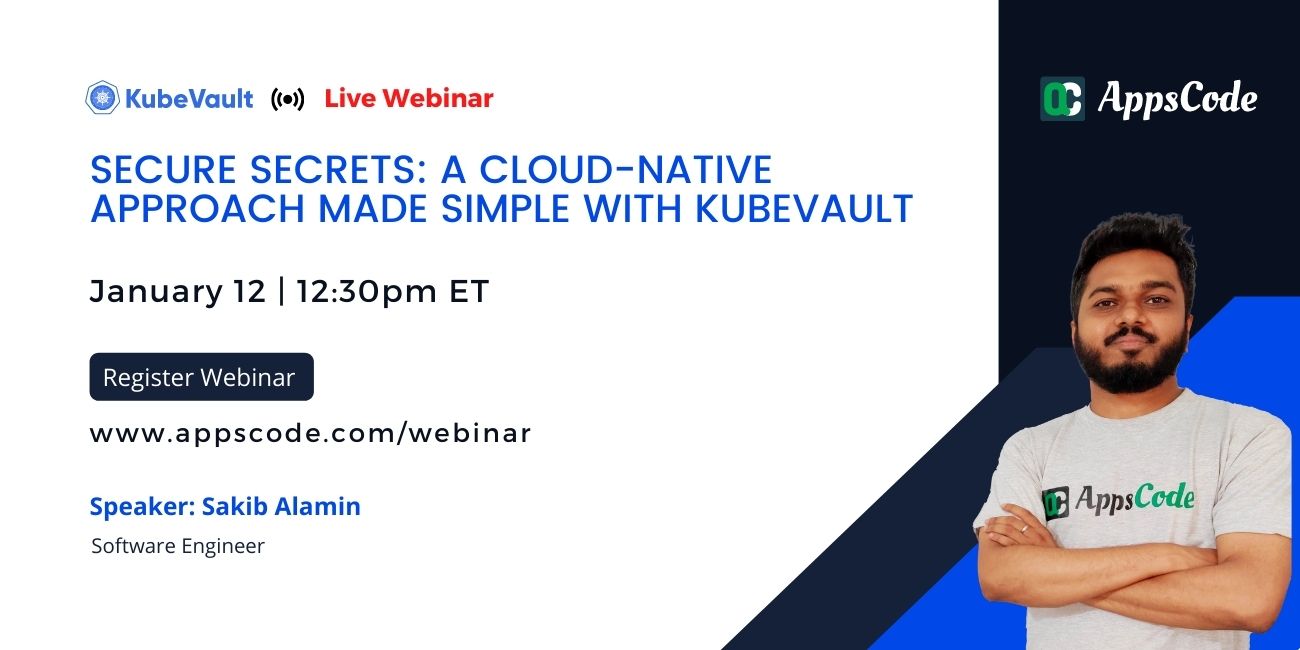 KubeVault Live Webinar
AppsCode
SECURE SECRETS: A CLOUD-NATIVE
APPROACH MADE SIMPLE WITH KUBEVAULT
January 12 | 12:30pm ET
Register Webinar
www.appscode.com/webinar
Speaker: Sakib Alamin
Software Engineer
AppsCode